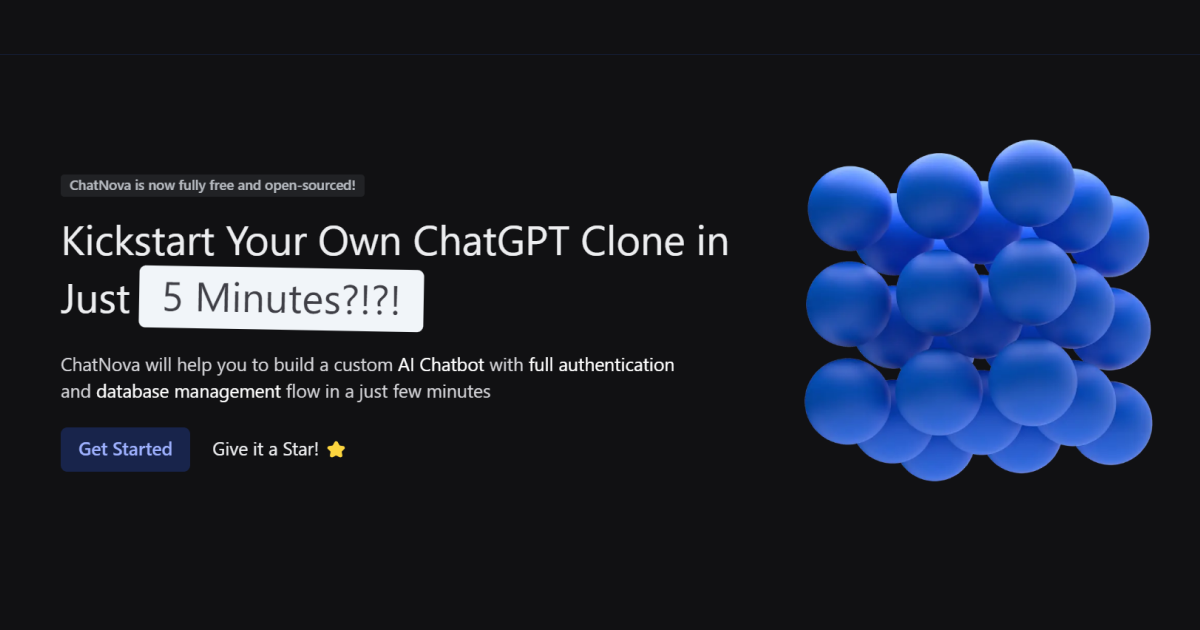 ChatNova is now fully free and open-sourced!
Kickstart Your Own ChatGPT Clone in
Just 5 Minutes?!?!
ChatNova will help you to build a custom AI Chatbot with full authentication
and database management flow in a just few minutes
Get Started Give it a Star! ⭐